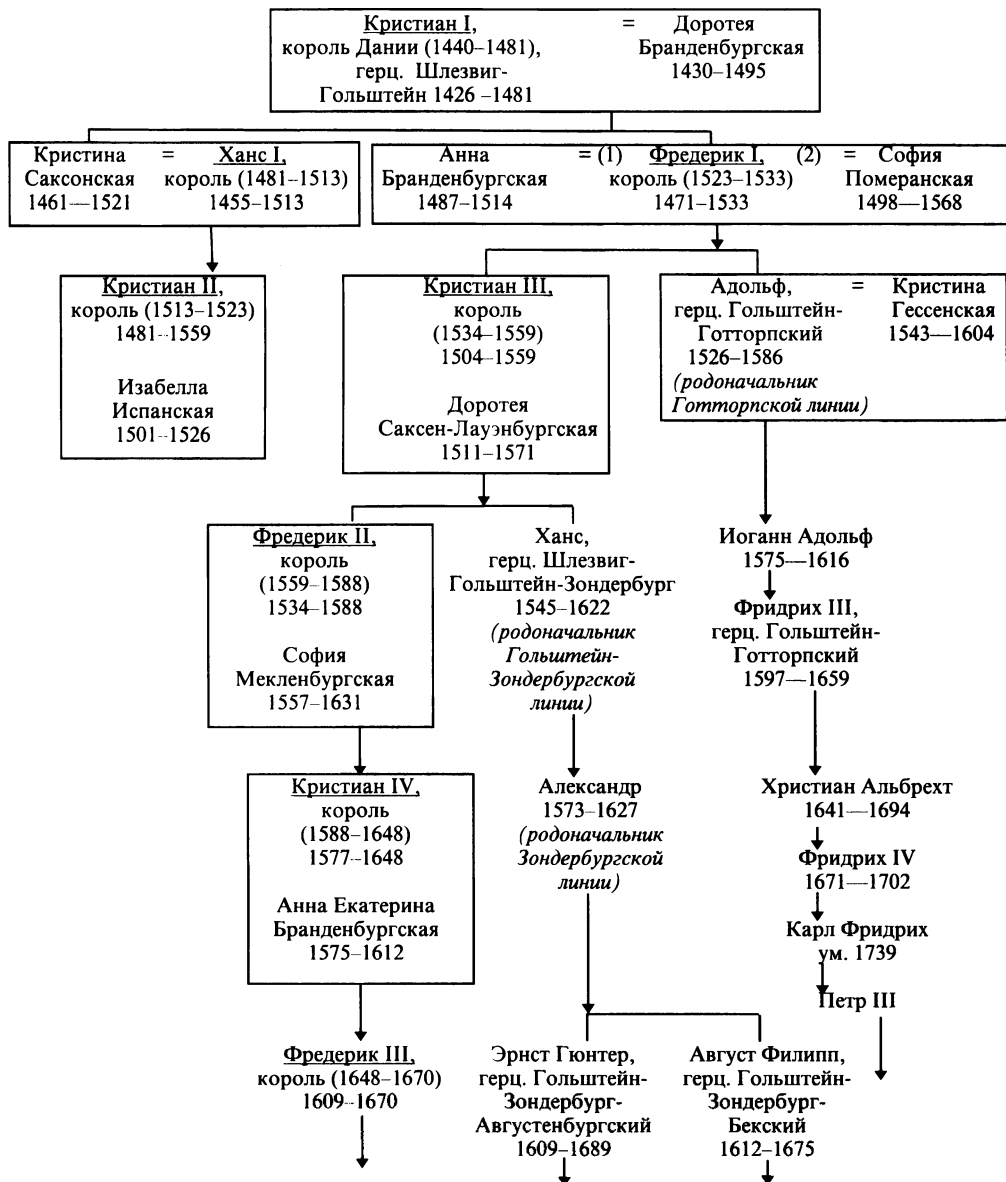 Кристиан I, = Доротея
король Дании (1440–1481), Бранденбургская
герц. Шлезвиг- 1430–1495
Гольштейн 1426 –1481
Кристина = Ханс I,
Саксонская король (1481–1513)
1461—1521 1455–1513
Анна = (1) Фредерик I, (2) = София
Бранденбургская король (1523–1533) Померанская
1487–1514 1471–1533 1498—1568
Кристиан II,
король (1513–1523)
1481–1559
Изабелла
Испанская
1501–1526
Кристиан III,
король
(1534–1559)
1504–1559
Доротея
Саксен-Лауэнбургская
1511–1571
Адольф, = Кристина
герц. Гольштейн- Гессенская
Готторпский 1543—1604
1526–1586
(родоначальник
Готторпской линии)
Фредерик II,
король
(1559–1588)
1534–1588
София
Мекленбургская
1557–1631
Ханс,
герц. Шлезвиг-
Гольштейн-Зондербург
1545–1622
(родоначальник
Гольштейн-
Зондербургской
линии)
Иоганн Адольф
1575—1616
Фридрих III,
герц. Гольштейн-
Готторпский
1597—1659
Кристиан IV,
король
(1588–1648)
1577–1648
Анна Екатерина
Бранденбургская
1575–1612
Александр
1573–1627
(родоначальник
Зондербургской
линии)
Христиан Альбрехт
1641—1694
Фридрих IV
1671—1702
Карл Фридрих
ум. 1739
Петр III
Фредерик III,
король (1648–1670)
1609–1670
Эрнст Гюнтер,
герц. Гольштейн-
Зондербург-
Августенбургский
1609–1689
Август Филипп,
герц. Гольштейн-
Зондербург-
Бекский
1612–1675